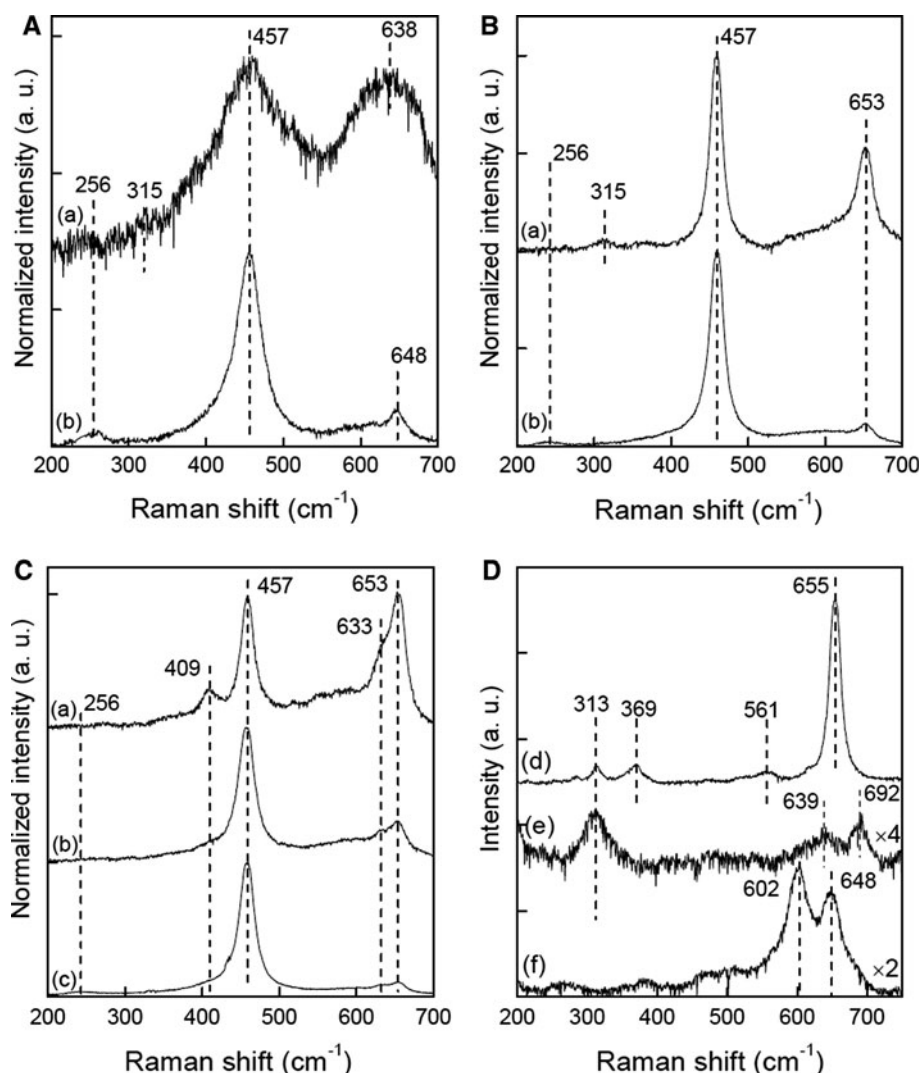 A
Normalized intensity (a. u.)
457
638
256
315
(a)
648
(b)
200 300 400 500 600 700
Raman shift (cm-1)
B
Normalized intensity (a. u.)
457
653
256
315
(a)
(b)
200 300 400 500 600 700
Raman shift (cm-1)
C
Normalized intensity (a. u.)
457
653
633
409
256
(a)
(b)
(c)
200 300 400 500 600 700
Raman shift (cm-1)
D
Intensity (a. u.)
655
313 369 561
(d)
639 692
(e) ×4
602 648
(f) ×2
200 300 400 500 600 700
Raman shift (cm-1)